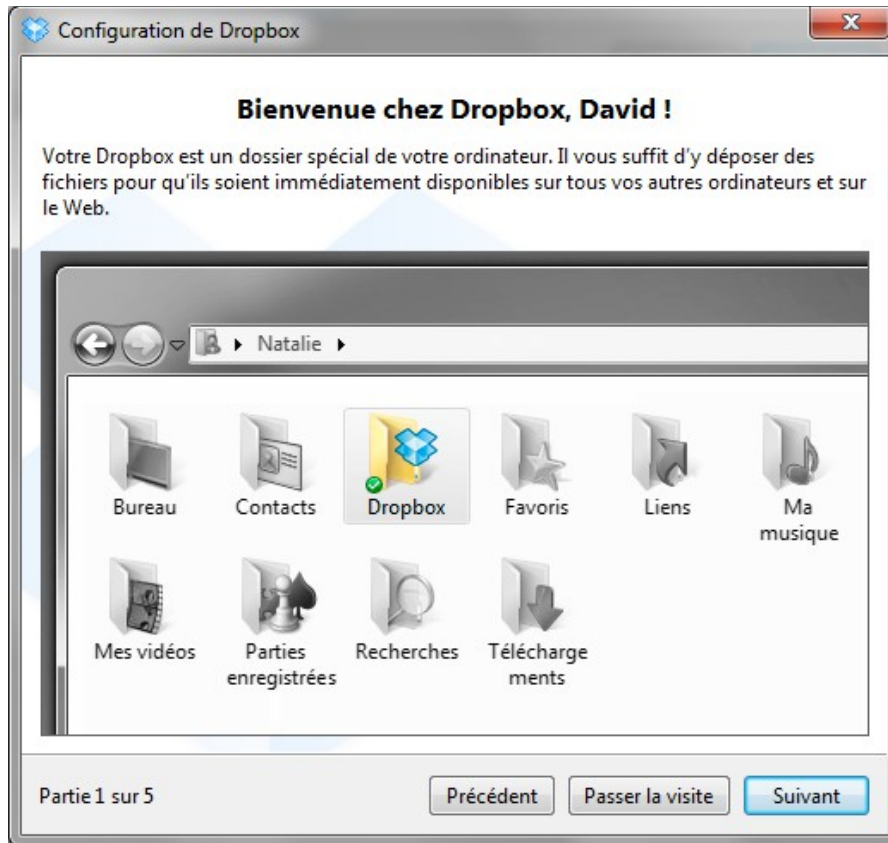 Configuration de Dropbox
Bienvenue chez Dropbox, David !
Votre Dropbox est un dossier spécial de votre ordinateur. Il vous suffit d'y déposer des
fichiers pour qu'ils soient immédiatement disponibles sur tous vos autres ordinateurs et sur
le Web.
Natalie
Bureau
Contacts
Dropbox
Favoris
Liens
Ma
musique
Mes vidéos
Parties
enregistrées
Recherches
Télécharge
ments
Partie 1 sur 5
Précédent
Passer la visite
Suivant